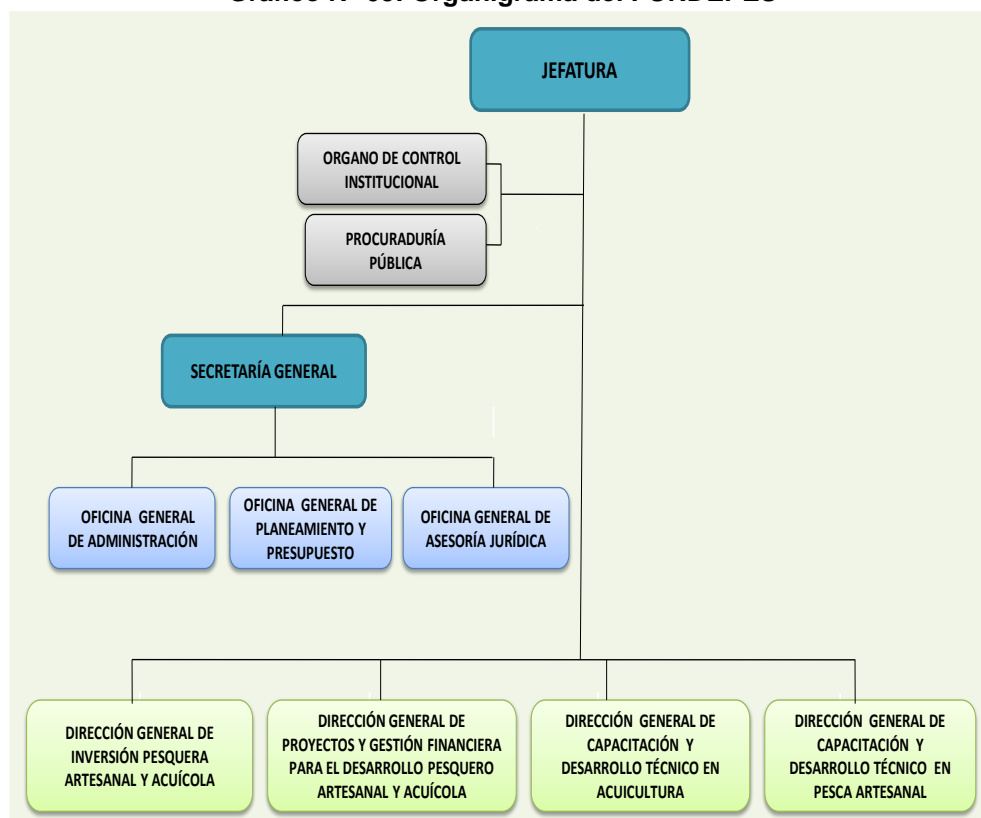 JEFATURA
ORGANO DE CONTROL
INSTITUCIONAL
PROCURADURÍA
PÚBLICA
SECRETARÍA GENERAL
OFICINA GENERAL
DE ADMINISTRACIÓN
OFICINA GENERAL DE
PLANEAMIENTO Y
PRESUPUESTO
OFICINA GENERAL DE
ASESORÍA JURÍDICA
DIRECCIÓN GENERAL DE
INVERSIÓN PESQUERA
ARTESANAL Y ACUÍCOLA
DIRECCIÓN GENERAL DE
PROYECTOS Y GESTIÓN FINANCIERA
PARA EL DESARROLLO PESQUERO
ARTESANAL Y ACUÍCOLA
DIRECCIÓN GENERAL DE
CAPACITACIÓN Y
DESARROLLO TÉCNICO EN
ACUICULTURA
DIRECCIÓN GENERAL DE
CAPACITACIÓN Y
DESARROLLO TÉCNICO EN
PESCA ARTESANAL